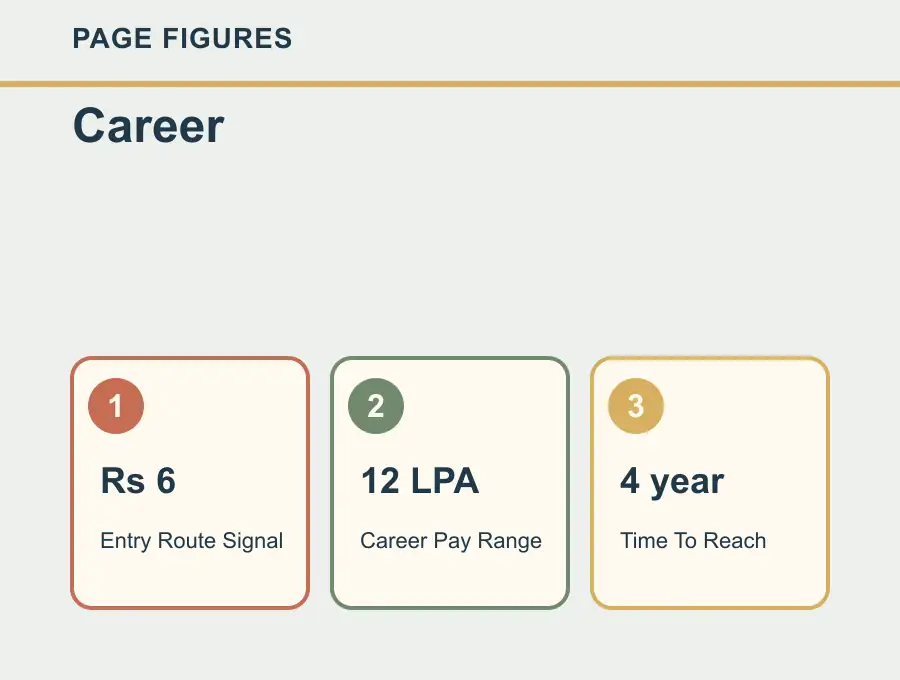 PAGE FIGURES
Career
1
Rs 6
Entry Route Signal
2
12 LPA
Career Pay Range
3
4 year
Time To Reach